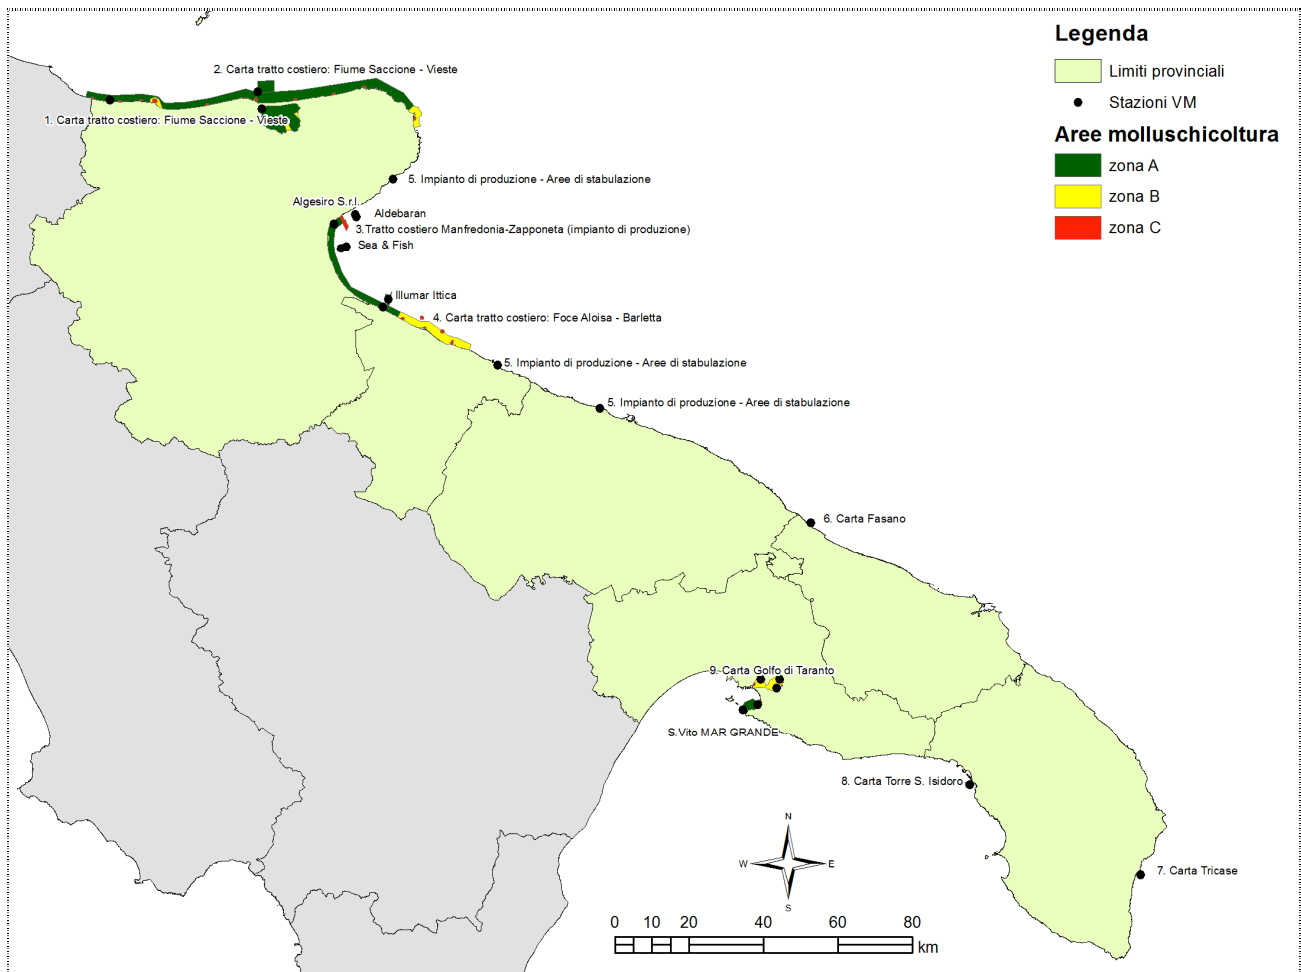 Legenda
Limiti provinciali
Stazioni VM
Aree molluschicoltura
zona A
zona B
zona C
2. Carta tratto costiero: Fiume Saccione - Vieste
1. Carta tratto costiero: Fiume Saccione - Vieste
5. Impianto di produzione - Aree di stabulazione
Algesiro S.r.l.
Aldebaran
3.Tratto costiero Manfredonia-Zapponeta (impianto di produzione)
Sea & Fish
Illumar Ittica
4. Carta tratto costiero: Foce Aloisa - Barletta
5. Impianto di produzione - Aree di stabulazione
5. Impianto di produzione - Aree di stabulazione
6. Carta Fasano
9. Carta Golfo di Taranto
S.Vito MAR GRANDE
8. Carta Torre S. Isidoro
7. Carta Tricase
N
W
E
S
0 10 20 40 60 80
km